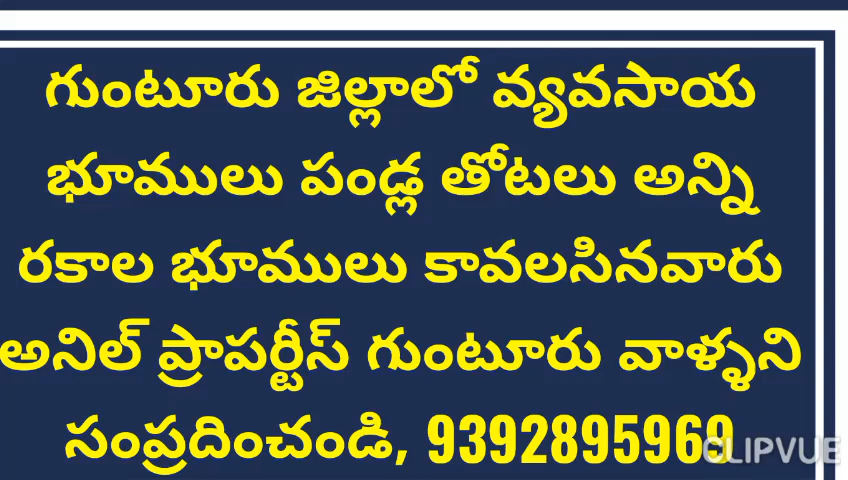 గుంటూరు జిల్లాలో వ్యవసాయ
భూములు పండ్ల తోటలు అన్ని
రకాల భూములు కావలసినవారు
అనిల్ ప్రాపర్టీస్ గుంటూరు వాళ్ళని
సంప్రదించండి, 9392895969
CLIPVUE